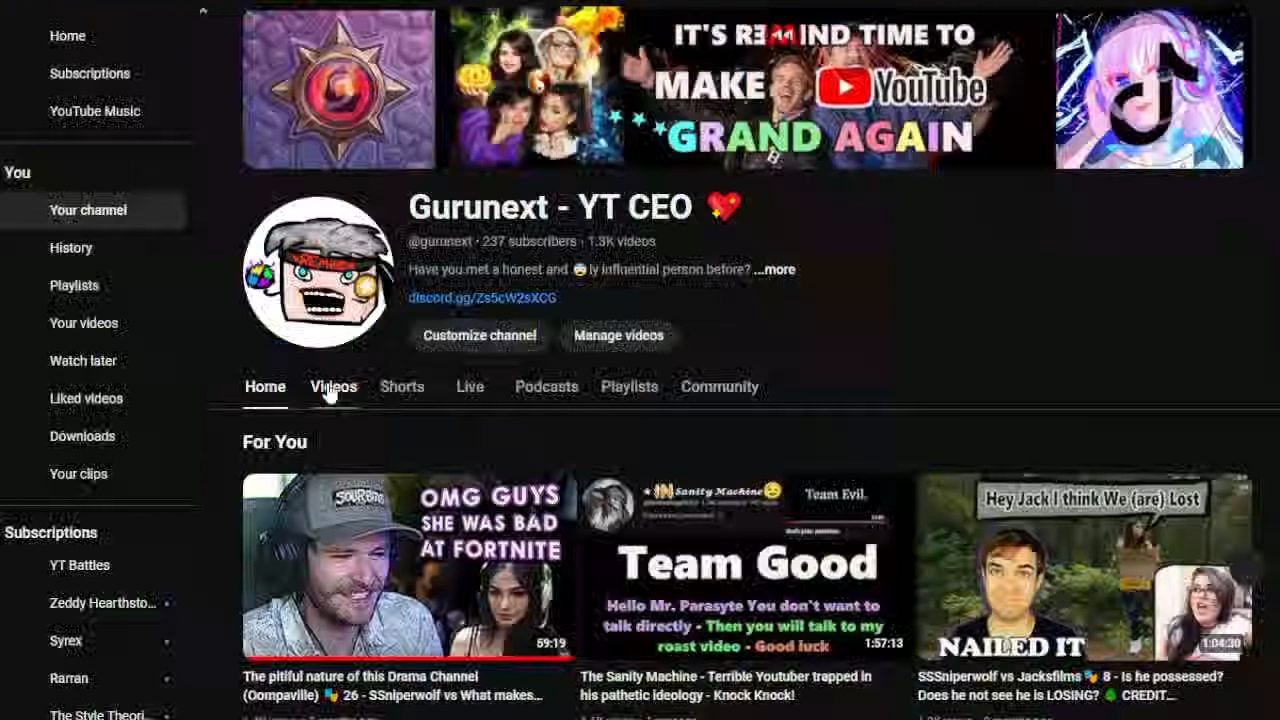 Home
Subscriptions
YouTube Music
You
Your channel
History
Playlists
Your videos
Watch later
Liked videos
Downloads
Your clips
Subscriptions
YT Battles
Zeddy Hearthsto...
Syrex
Rarran
The Style Theori
IT'S REMIND TIME TO
MAKE YouTube
GRAND AGAIN
Gurunext - YT CEO
@gurunext · 237 subscribers · 1.3K videos
Have you met a honest and ly influential person before? ...more
discord.gg/Zs5cW2sXCG
Customize channel
Manage videos
Home Videos Shorts Live Podcasts Playlists Community
For You
OMG GUYS
SHE WAS BAD
AT FORTNITE
59:19
The pitiful nature of this Drama Channel
(Oompaville) 26 - SSniperwolf vs What makes...
Sanity Machine
Team Evil.
Team Good
Hello Mr. Parasyte You don't want to
talk directly - Then you will talk to my
roast video - Good luck
1:57:13
The Sanity Machine - Terrible Youtuber trapped in
his pathetic ideology - Knock Knock!
Hey Jack I think We (are) Lost
NAILED IT
1:04:30
SSSniperwolf vs Jacksfilms 8 - Is he possessed?
Does he not see he is LOSING? CREDIT...